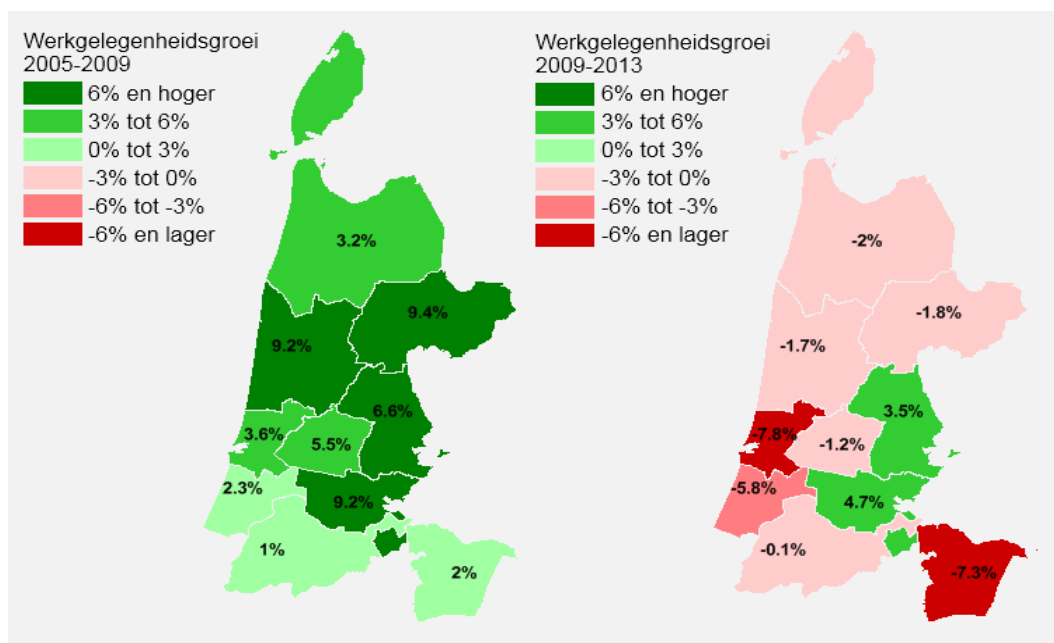 Werkgelegenheidsgroei
2005-2009
6% en hoger
3% tot 6%
0% tot 3%
-3% tot 0%
-6% tot -3%
-6% en lager
3.2%
9.4%
9.2%
6.6%
3.6%
5.5%
2.3%
9.2%
1%
2%
Werkgelegenheidsgroei
2009-2013
6% en hoger
3% tot 6%
0% tot 3%
-3% tot 0%
-6% tot -3%
-6% en lager
-2%
-1.8%
-1.7%
3.5%
-7.8%
-1.2%
-5.8%
4.7%
-0.1%
-7.3%